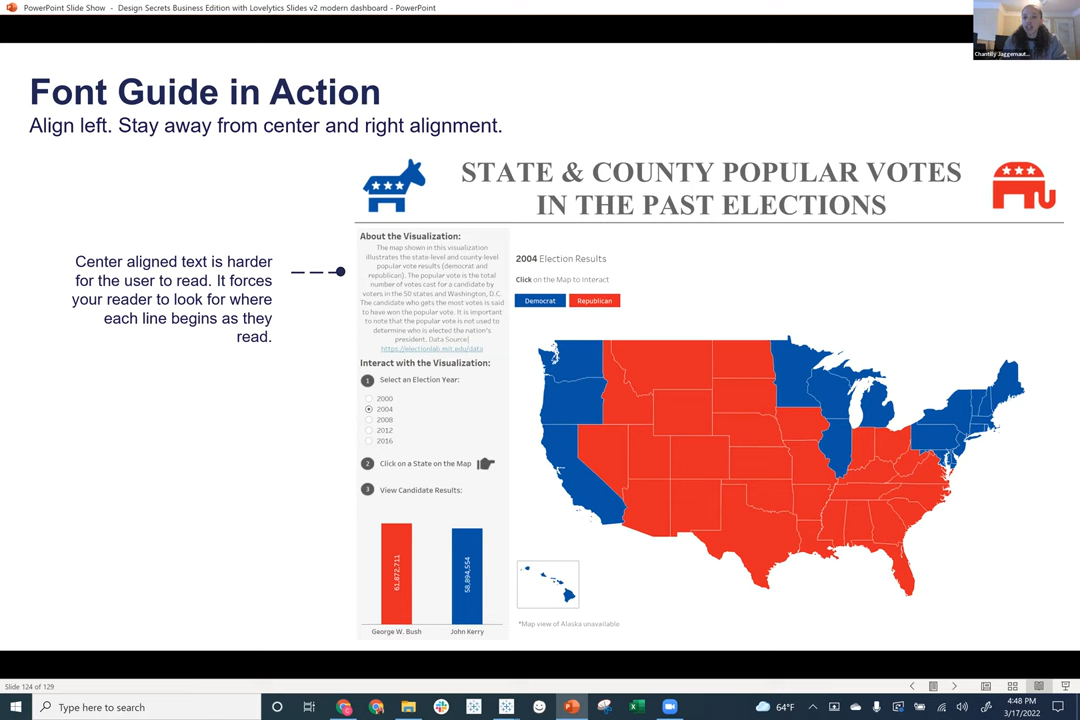 PowerPoint Slide Show - Design Secrets Business Edition with Lovelytics Slides v2 modern dashboard - PowerPoint
Chantilly Jaggernaut...
Font Guide in Action
Align left. Stay away from center and right alignment.
STATE & COUNTY POPULAR VOTES
IN THE PAST ELECTIONS
Center aligned text is harder
for the user to read. It forces
your reader to look for where
each line begins as they
read.
About the Visualization:
The map shown in this visualization
illustrates the state-level and county-level
popular vote results (democrat and
republican). The popular vote is the total
number of votes cast for a candidate by
voters in the 50 states and Washington, D.C.
The candidate who gets the most votes is said
to have won the popular vote. It is important
to note that the popular vote is not used to
determine who is elected the nation's
president. Data Source|
https://electionlab.mit.edu/data
Interact with the Visualization:
1 Select an Election Year:
2000
2004
2008
2012
2016
2 Click on a State on the Map
3 View Candidate Results:
61,872,711
58,894,554
George W. Bush
John Kerry
2004 Election Results
Click on the Map to Interact
Democrat
Republican
*Map view of Alaska unavailable
Slide 124 of 129
Type here to search
64°F
4:48 PM
3/17/2022